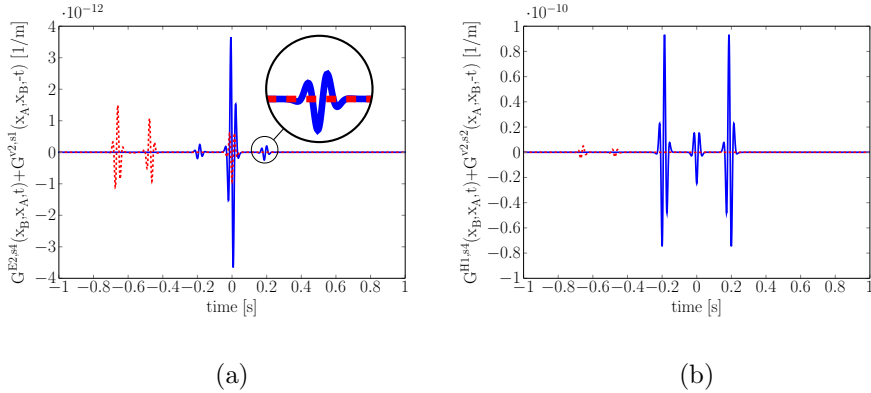 ·10⁻¹²
G^{E2,s4}(x_B,x_A,t)+G^{v2,s1}(x_A,x_B,-t) [1/m]
4
3
2
1
0
−1
−2
−3
−4
−1 −0.8 −0.6 −0.4 −0.2 0 0.2 0.4 0.6 0.8 1
time [s]
(a)
·10⁻¹⁰
G^{H1,s4}(x_B,x_A,t)+G^{v2,s2}(x_A,x_B,-t) [1/m]
1
0.8
0.6
0.4
0.2
0
−0.2
−0.4
−0.6
−0.8
−1
−1 −0.8 −0.6 −0.4 −0.2 0 0.2 0.4 0.6 0.8 1
time [s]
(b)